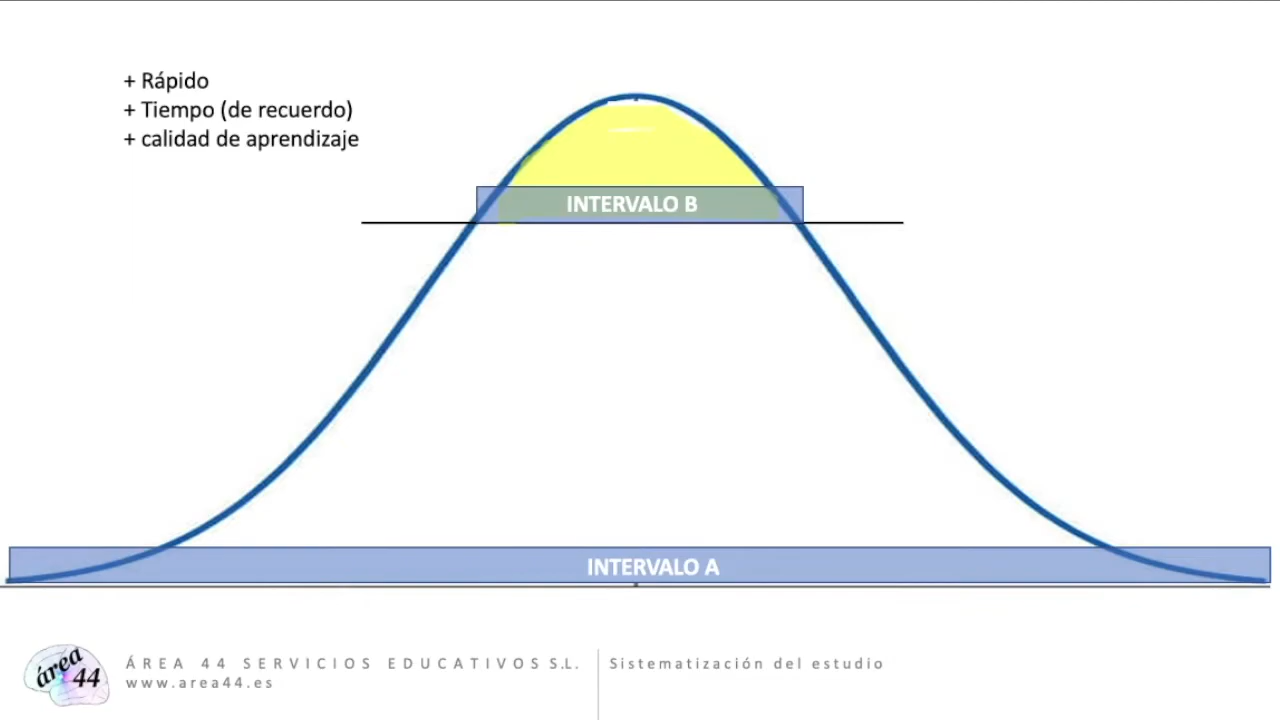 + Rápido
+ Tiempo (de recuerdo)
+ calidad de aprendizaje
INTERVALO B
INTERVALO A
área
44
ÁREA 44 SERVICIOS EDUCATIVOS S.L.
www.area44.es
Sistematización del estudio